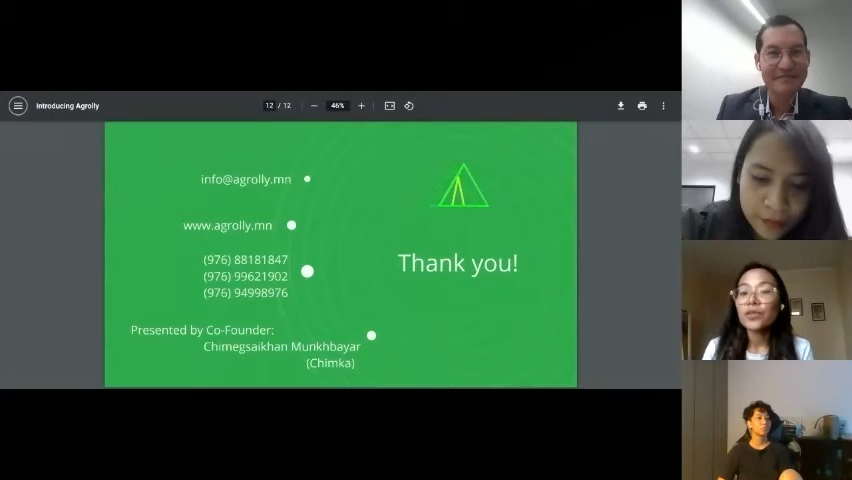 Introducing Agrolly
12 / 12
46%
info@agrolly.mn
www.agrolly.mn
(976) 88181847
(976) 99621902
(976) 94998976
Thank you!
Presented by Co-Founder:
Chimegsaikhan Munkhbayar
(Chimka)